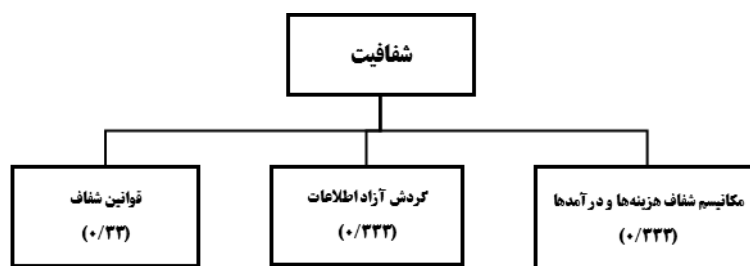 شفافیت
مکانیسم شفاف هزینه‌ها و درآمدها
(۰/۳۳۳)
گردش آزاد اطلاعات
(۰/۳۳۳)
قوانین شفاف
(۰/۳۳)